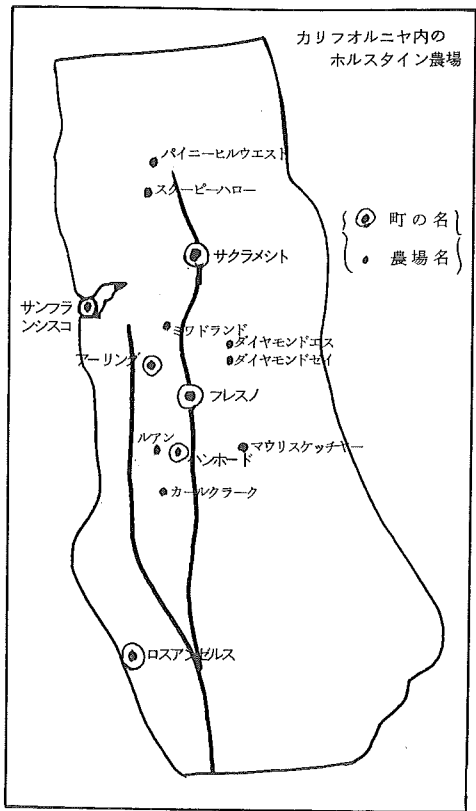 カリフオルニヤ内の
ホルスタイン農場
パイニーヒルウエスト
スクーピーハロー
町の名
農場名
サクラメント
サンフラ
ンシスコ
ミツドランド
ダイヤモンドエス
ダイヤモンドセイ
アーリング
フレスノ
ルアン
ハンホード
マウリスケッチヤー
カールクラーク
ロスアンゼルス